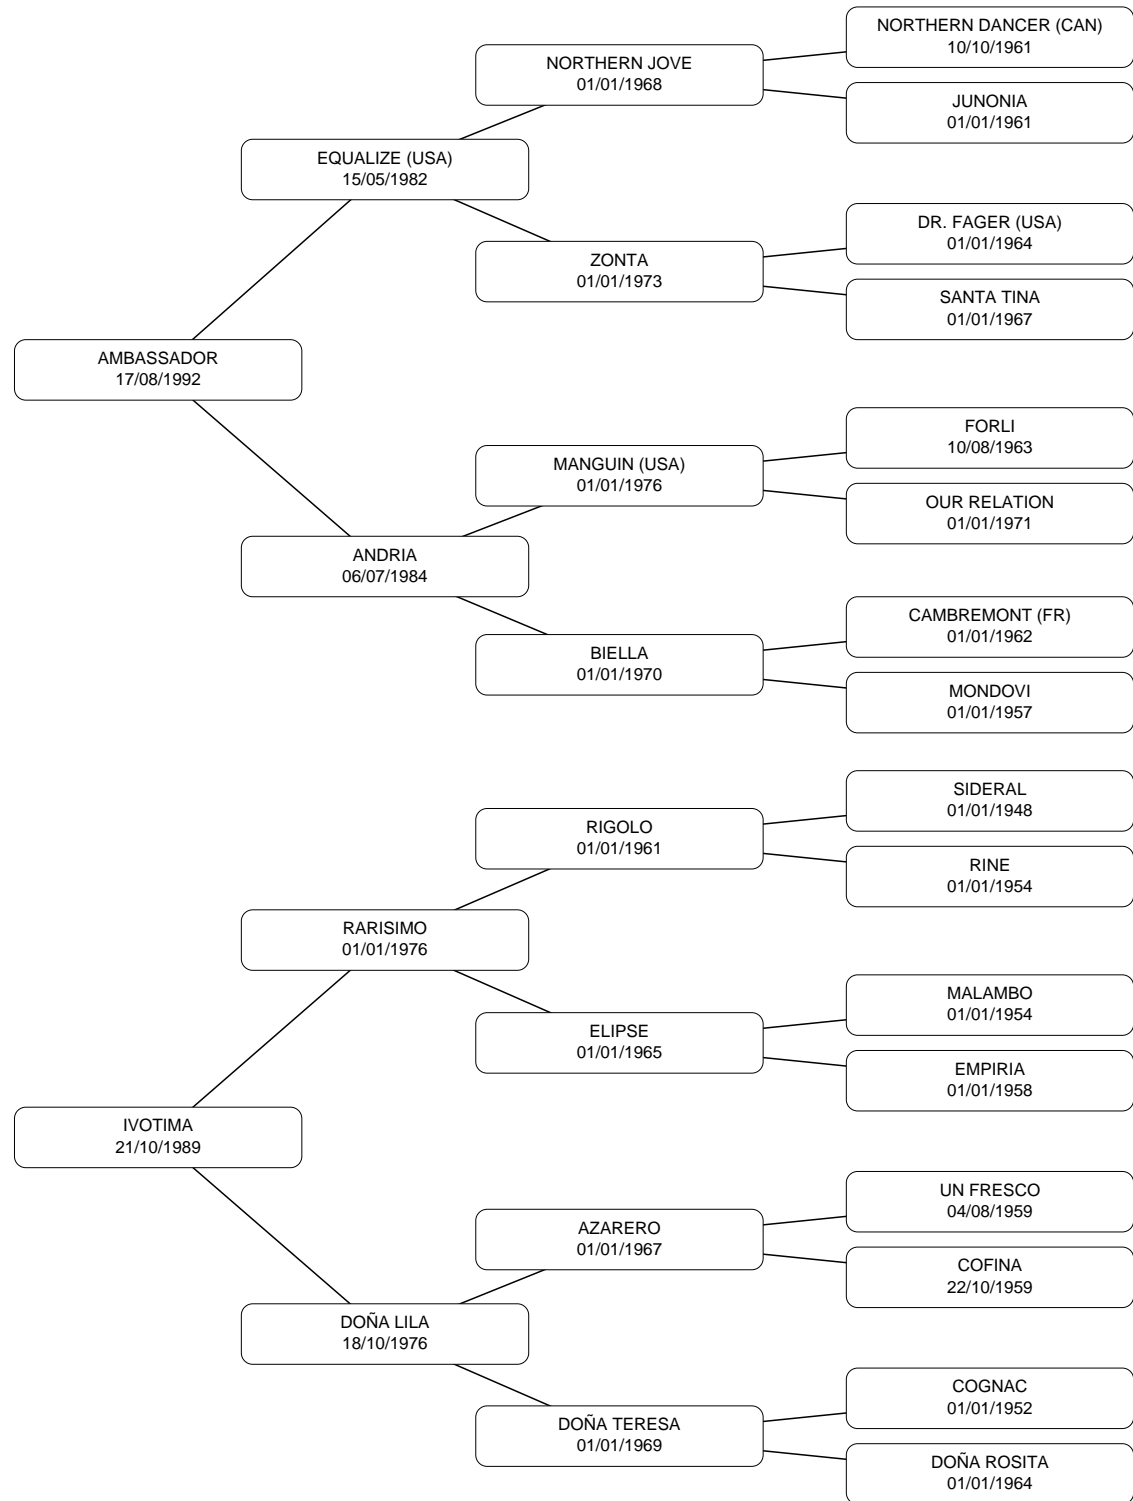 NORTHERN DANCER (CAN)
10/10/1961
NORTHERN JOVE
01/01/1968
JUNONIA
01/01/1961
EQUALIZE (USA)
15/05/1982
DR. FAGER (USA)
01/01/1964
ZONTA
01/01/1973
SANTA TINA
01/01/1967
AMBASSADOR
17/08/1992
FORLI
10/08/1963
MANGUIN (USA)
01/01/1976
OUR RELATION
01/01/1971
ANDRIA
06/07/1984
CAMBREMONT (FR)
01/01/1962
BIELLA
01/01/1970
MONDOVI
01/01/1957
SIDERAL
01/01/1948
RIGOLO
01/01/1961
RINE
01/01/1954
RARISIMO
01/01/1976
MALAMBO
01/01/1954
ELIPSE
01/01/1965
EMPIRIA
01/01/1958
IVOTIMA
21/10/1989
UN FRESCO
04/08/1959
AZARERO
01/01/1967
COFINA
22/10/1959
DOÑA LILA
18/10/1976
COGNAC
01/01/1952
DOÑA TERESA
01/01/1969
DOÑA ROSITA
01/01/1964